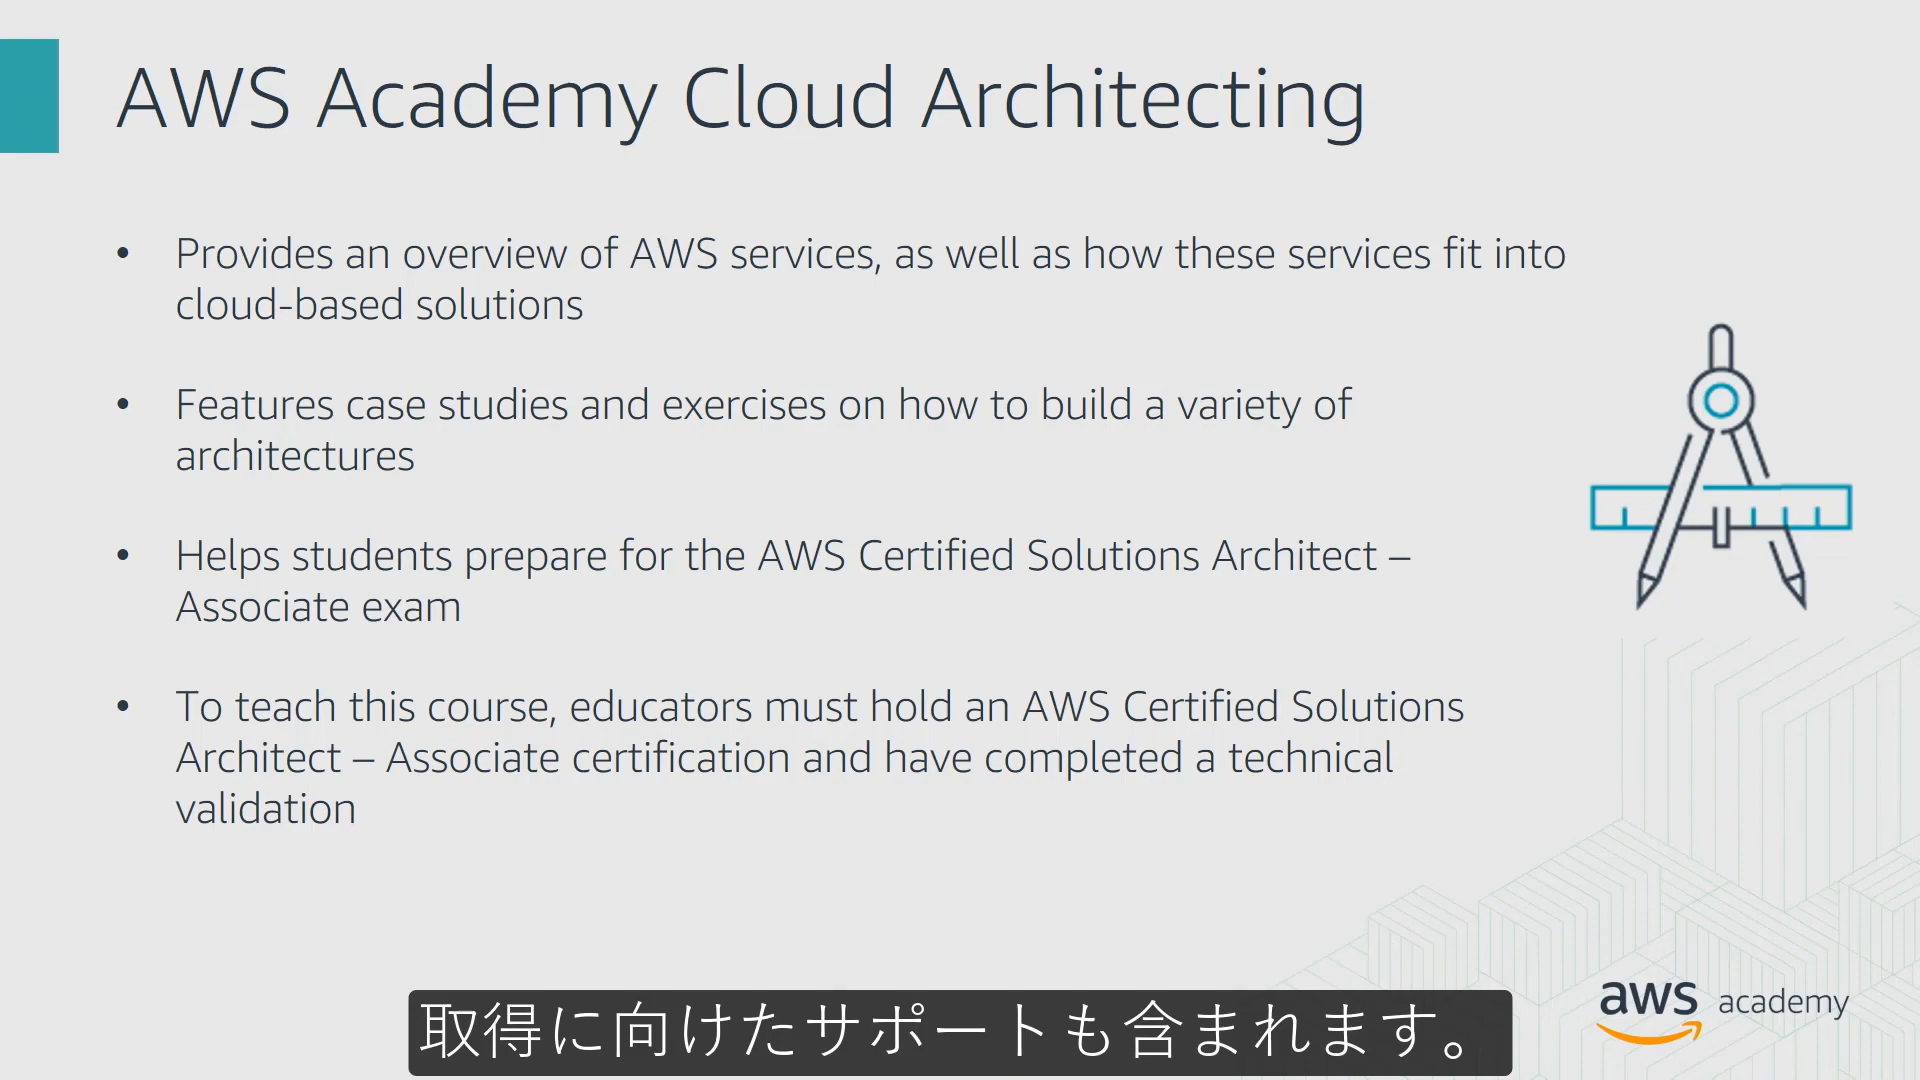 AWS Academy Cloud Architecting
• Provides an overview of AWS services, as well as how these services fit into
cloud-based solutions
• Features case studies and exercises on how to build a variety of
architectures
• Helps students prepare for the AWS Certified Solutions Architect –
Associate exam
• To teach this course, educators must hold an AWS Certified Solutions
Architect – Associate certification and have completed a technical
validation
取得に向けたサポートも含まれます。
aws academy